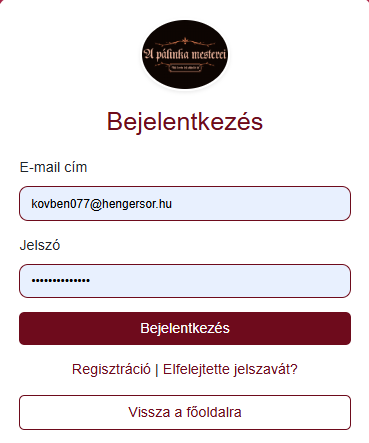 A pálinka mesterei
Bejelentkezés
E-mail cím
kovben077@hengersor.hu
Jelszó
••••••••••••••
Bejelentkezés
Regisztráció | Elfelejtette jelszavát?
Vissza a főoldalra